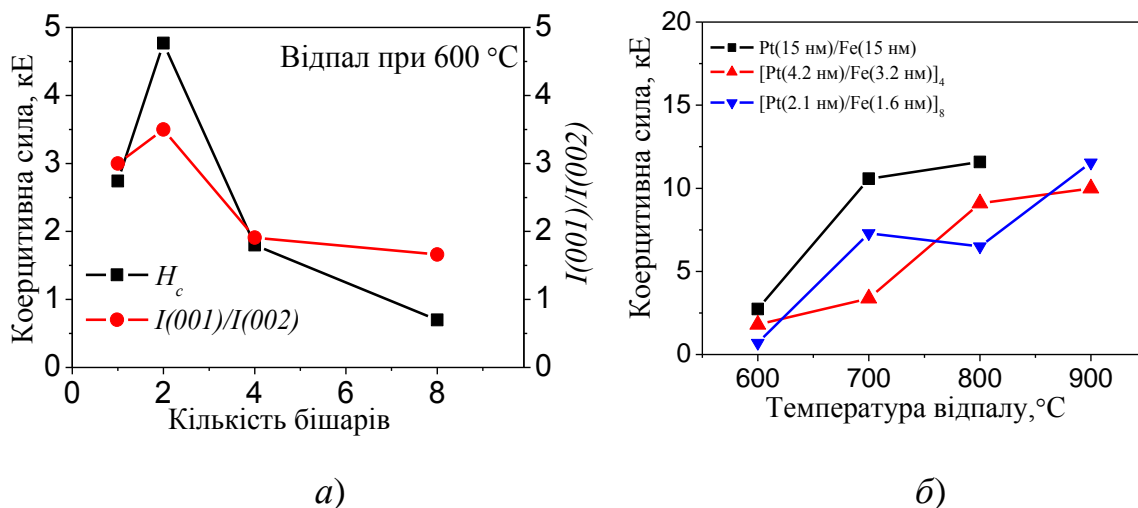 Коерцитивна сила, кЕ
5
4
3
2
1
0
Відпал при 600 °C
H_c
I(001)/I(002)
5
4
3
2
1
0
I(001)/I(002)
0 2 4 6 8
Кількість бішарів
а)
Коерцитивна сила, кЕ
20
15
10
5
0
Pt(15 нм)/Fe(15 нм)
[Pt(4.2 нм)/Fe(3.2 нм)]₄
[Pt(2.1 нм)/Fe(1.6 нм)]₈
600 700 800 900
Температура відпалу,°C
б)